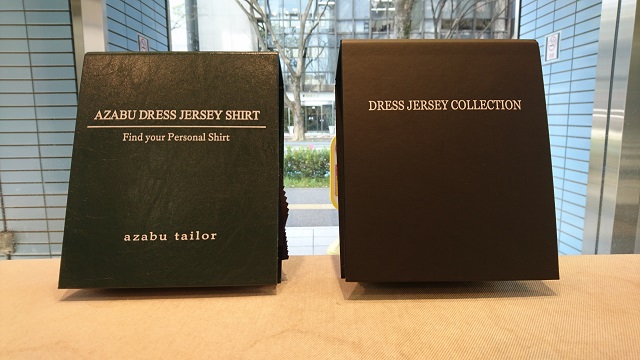 AZABU DRESS JERSEY SHIRT
Find your Personal Shirt
azabu tailor
DRESS JERSEY COLLECTION